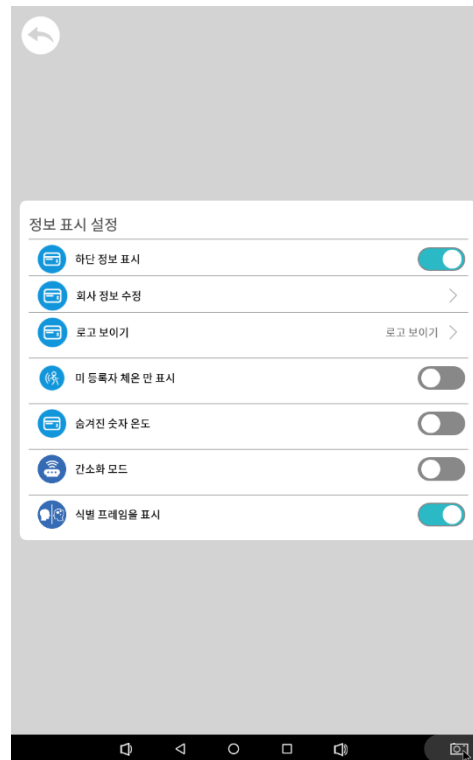 정보 표시 설정
하단 정보 표시
회사 정보 수정
로고 보이기 로고 보이기
미 등록자 체온 만 표시
숨겨진 숫자 온도
간소화 모드
식별 프레임을 표시